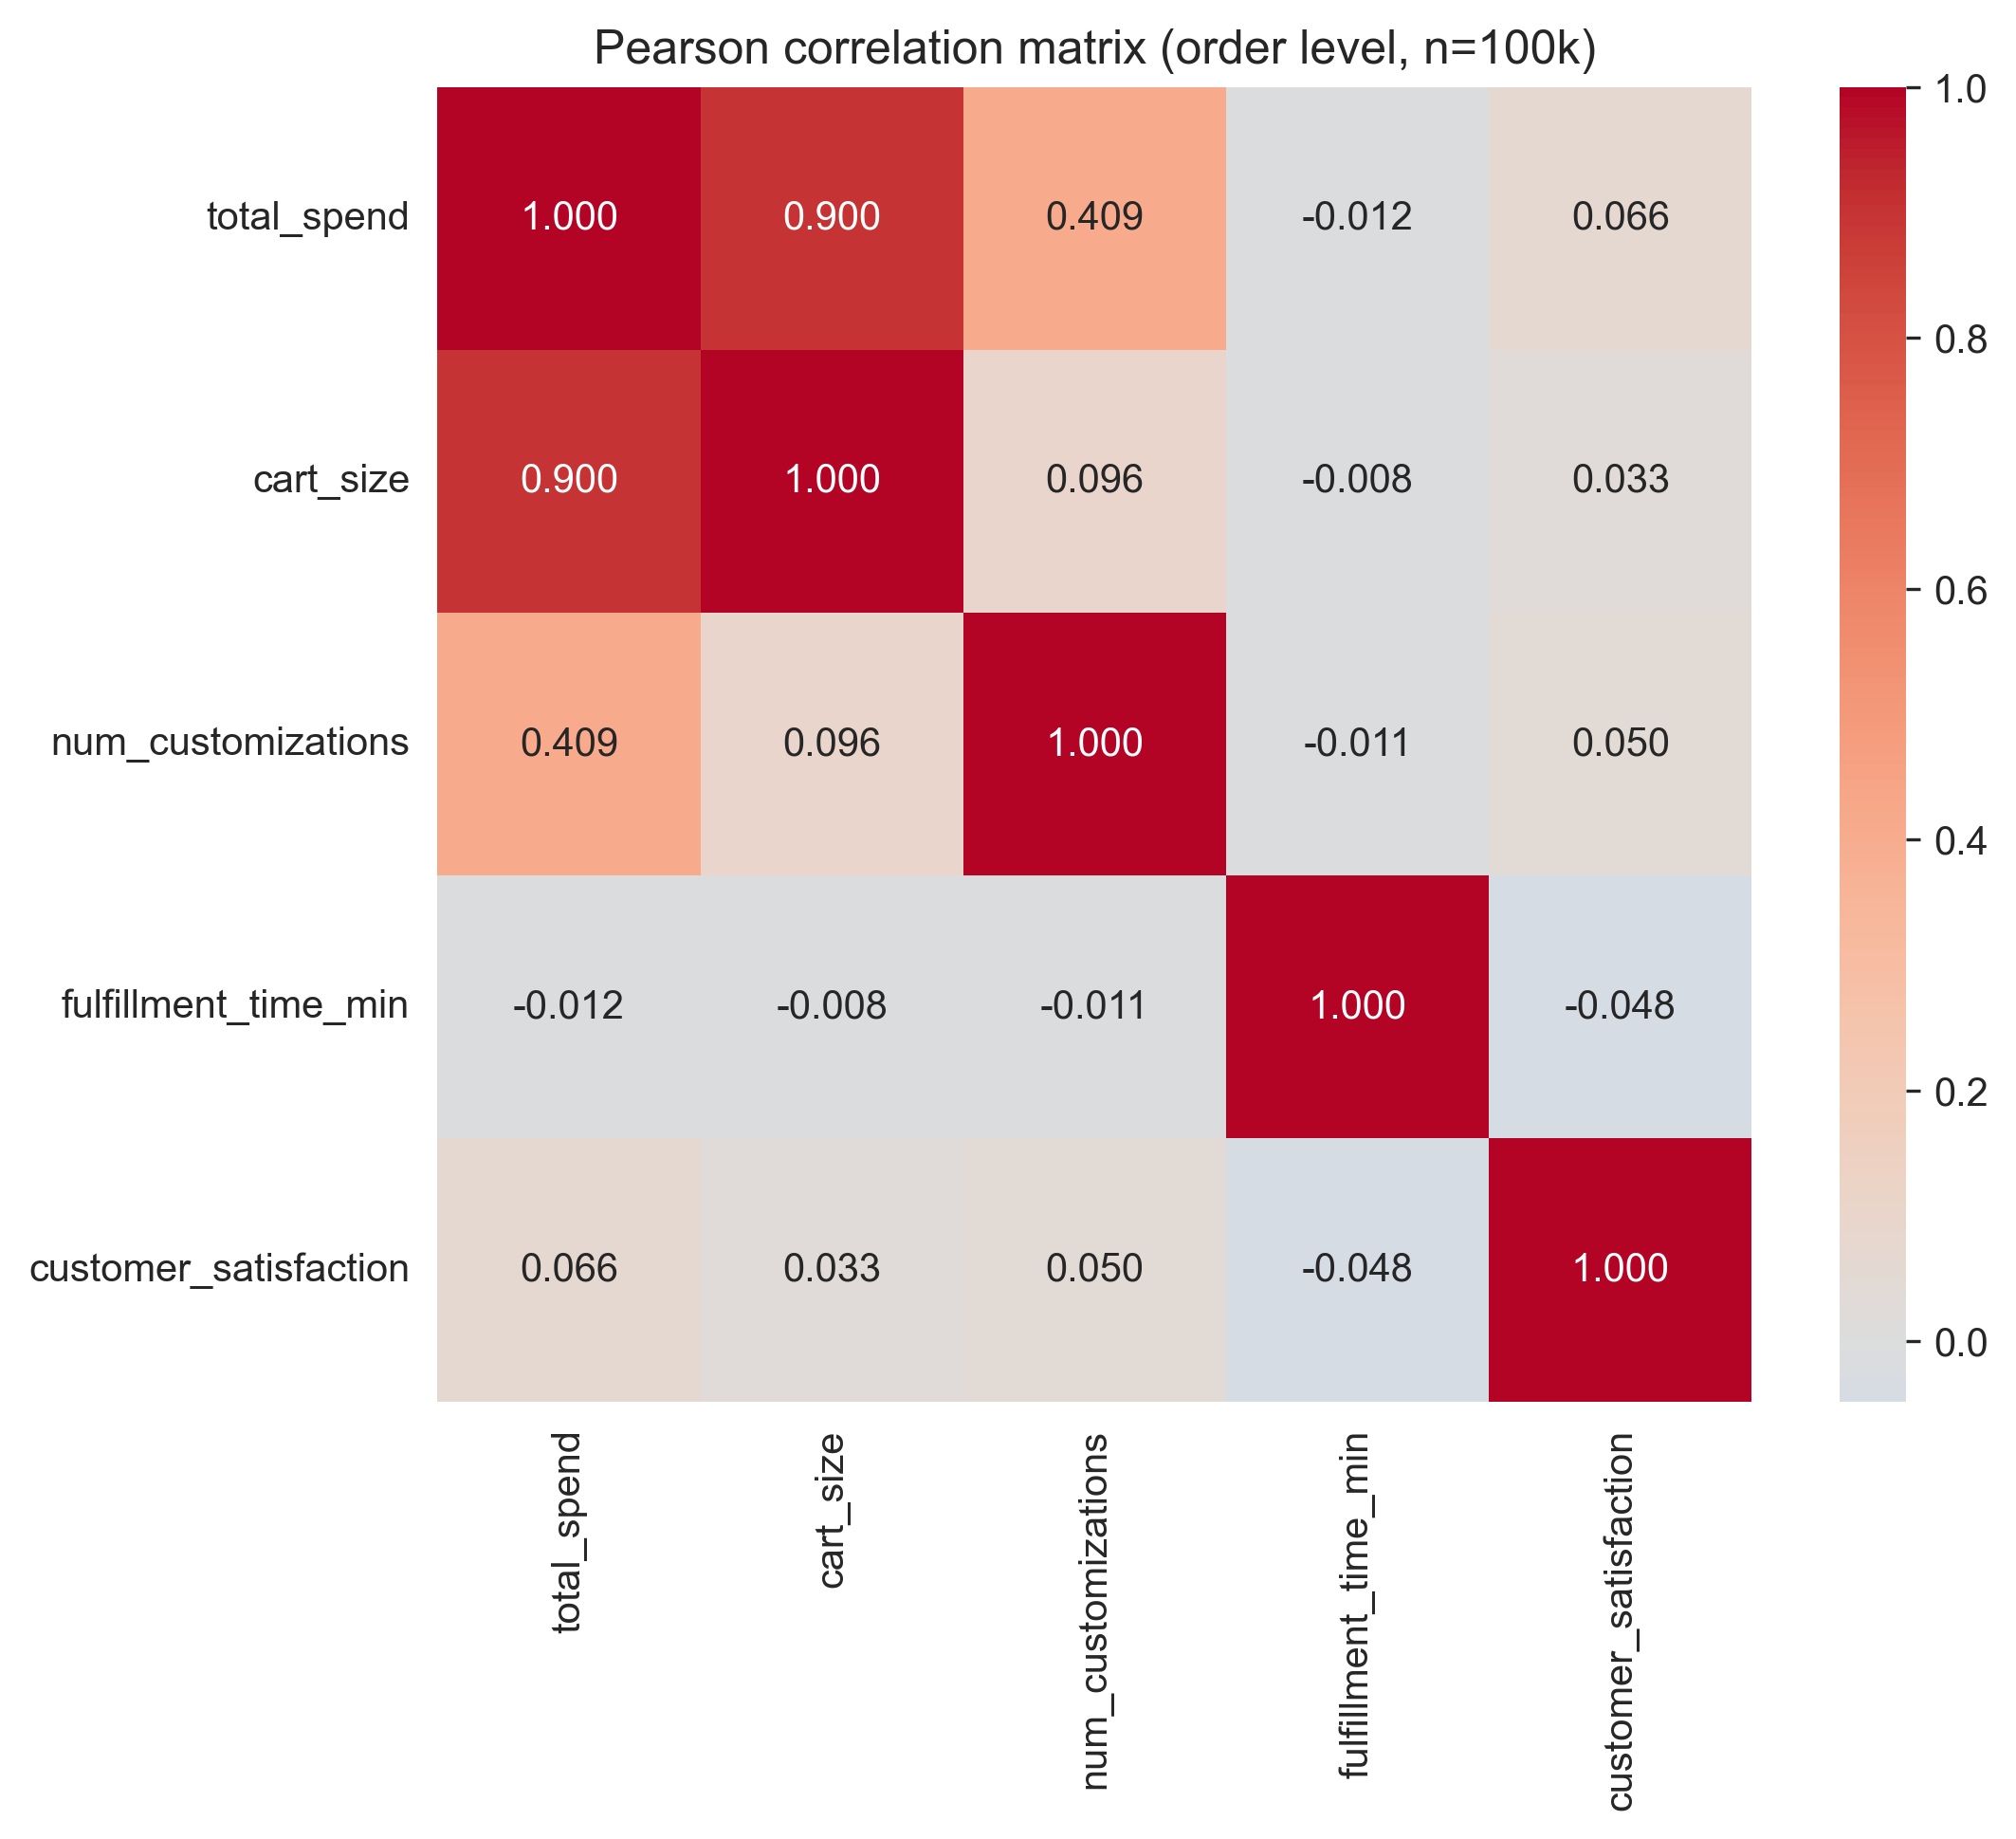 Pearson correlation matrix (order level, n=100k)
total_spend 1.000 0.900 0.409 -0.012 0.066
cart_size 0.900 1.000 0.096 -0.008 0.033
num_customizations 0.409 0.096 1.000 -0.011 0.050
fulfillment_time_min -0.012 -0.008 -0.011 1.000 -0.048
customer_satisfaction 0.066 0.033 0.050 -0.048 1.000
total_spend
cart_size
num_customizations
fulfillment_time_min
customer_satisfaction
1.0
0.8
0.6
0.4
0.2
0.0